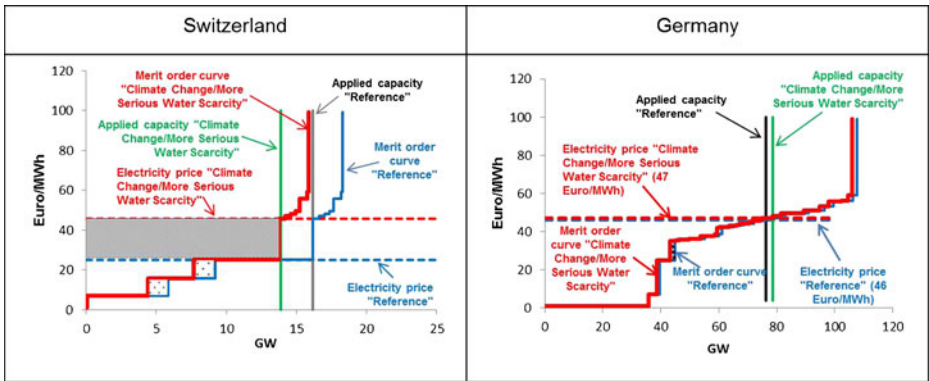 Switzerland
Germany
Merit order curve
"Climate Change/More
Serious Water Scarcity"
Applied capacity
"Reference"
Applied capacity "Climate
Change/More Serious
Water Scarcity"
Merit order
curve
"Reference"
Electricity price "Climate
Change/More Serious
Water Scarcity"
Electricity price
"Reference"
Euro/MWh
120
100
80
60
40
20
0
0
5
10
15
20
25
GW
Applied capacity
"Climate Change/More
Serious Water Scarcity"
Applied capacity
"Reference"
Electricity price "Climate
Change/More Serious
Water Scarcity" (47
Euro/MWh)
Merit order
curve "Climate
Change/More
Serious Water
Scarcity"
Merit order curve
"Reference"
Electricity price
"Reference" (46
Euro/MWh)
Euro/MWh
120
100
80
60
40
20
0
0
20
40
60
80
100
120
GW